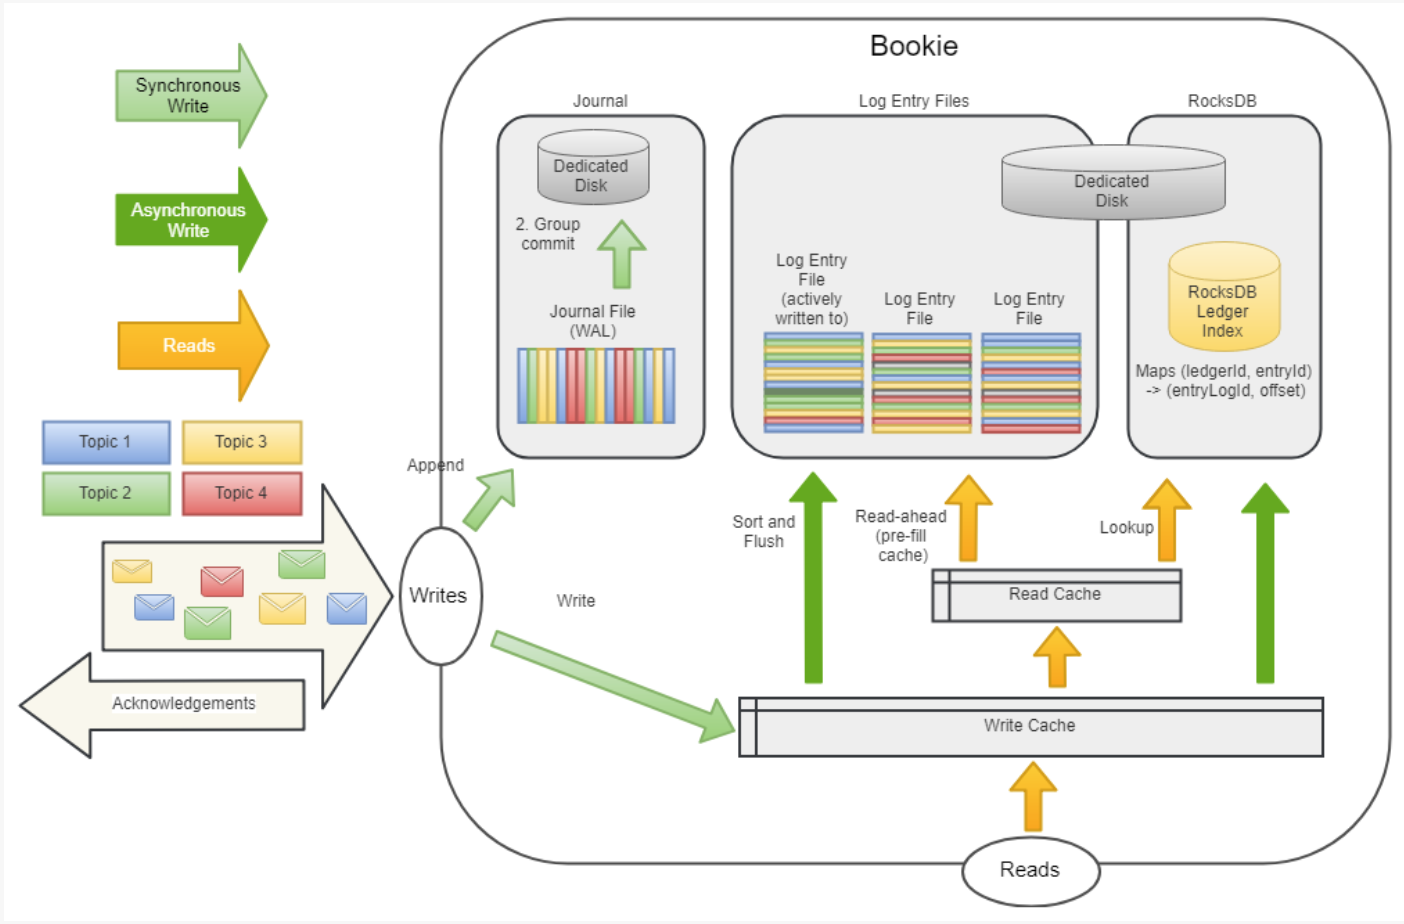 Bookie
Synchronous
Write
Asynchronous
Write
Reads
Topic 1
Topic 3
Topic 2
Topic 4
Acknowledgements
Writes
Append
Write
Journal
Dedicated
Disk
2. Group
commit
Journal File
(WAL)
Log Entry Files
Log Entry
File
(actively
written to)
Log Entry
File
Log Entry
File
RocksDB
Dedicated
Disk
RocksDB
Ledger
Index
Maps (ledgerId, entryId)
-> (entryLogId, offset)
Sort and
Flush
Read-ahead
(pre-fill
cache)
Lookup
Read Cache
Write Cache
Reads